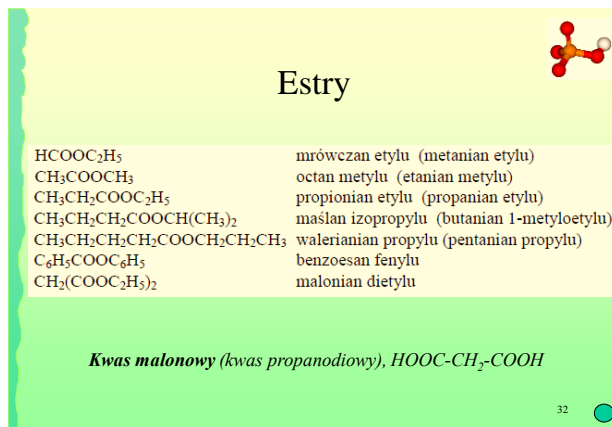 Estry
HCOOC₂H₅ mrówczan etylu (metanian etylu)
CH₃COOCH₃ octan metylu (etanian metylu)
CH₃CH₂COOC₂H₅ propionian etylu (propanian etylu)
CH₃CH₂CH₂COOCH(CH₃)₂ maślan izopropylu (butanian 1-metyloetylu)
CH₃CH₂CH₂CH₂COOCH₂CH₂CH₃ walerianian propylu (pentanian propylu)
C₆H₅COOC₆H₅ benzoesan fenylu
CH₂(COOC₂H₅)₂ malonian dietylu
Kwas malonowy (kwas propanodiowy), HOOC-CH₂-COOH
32